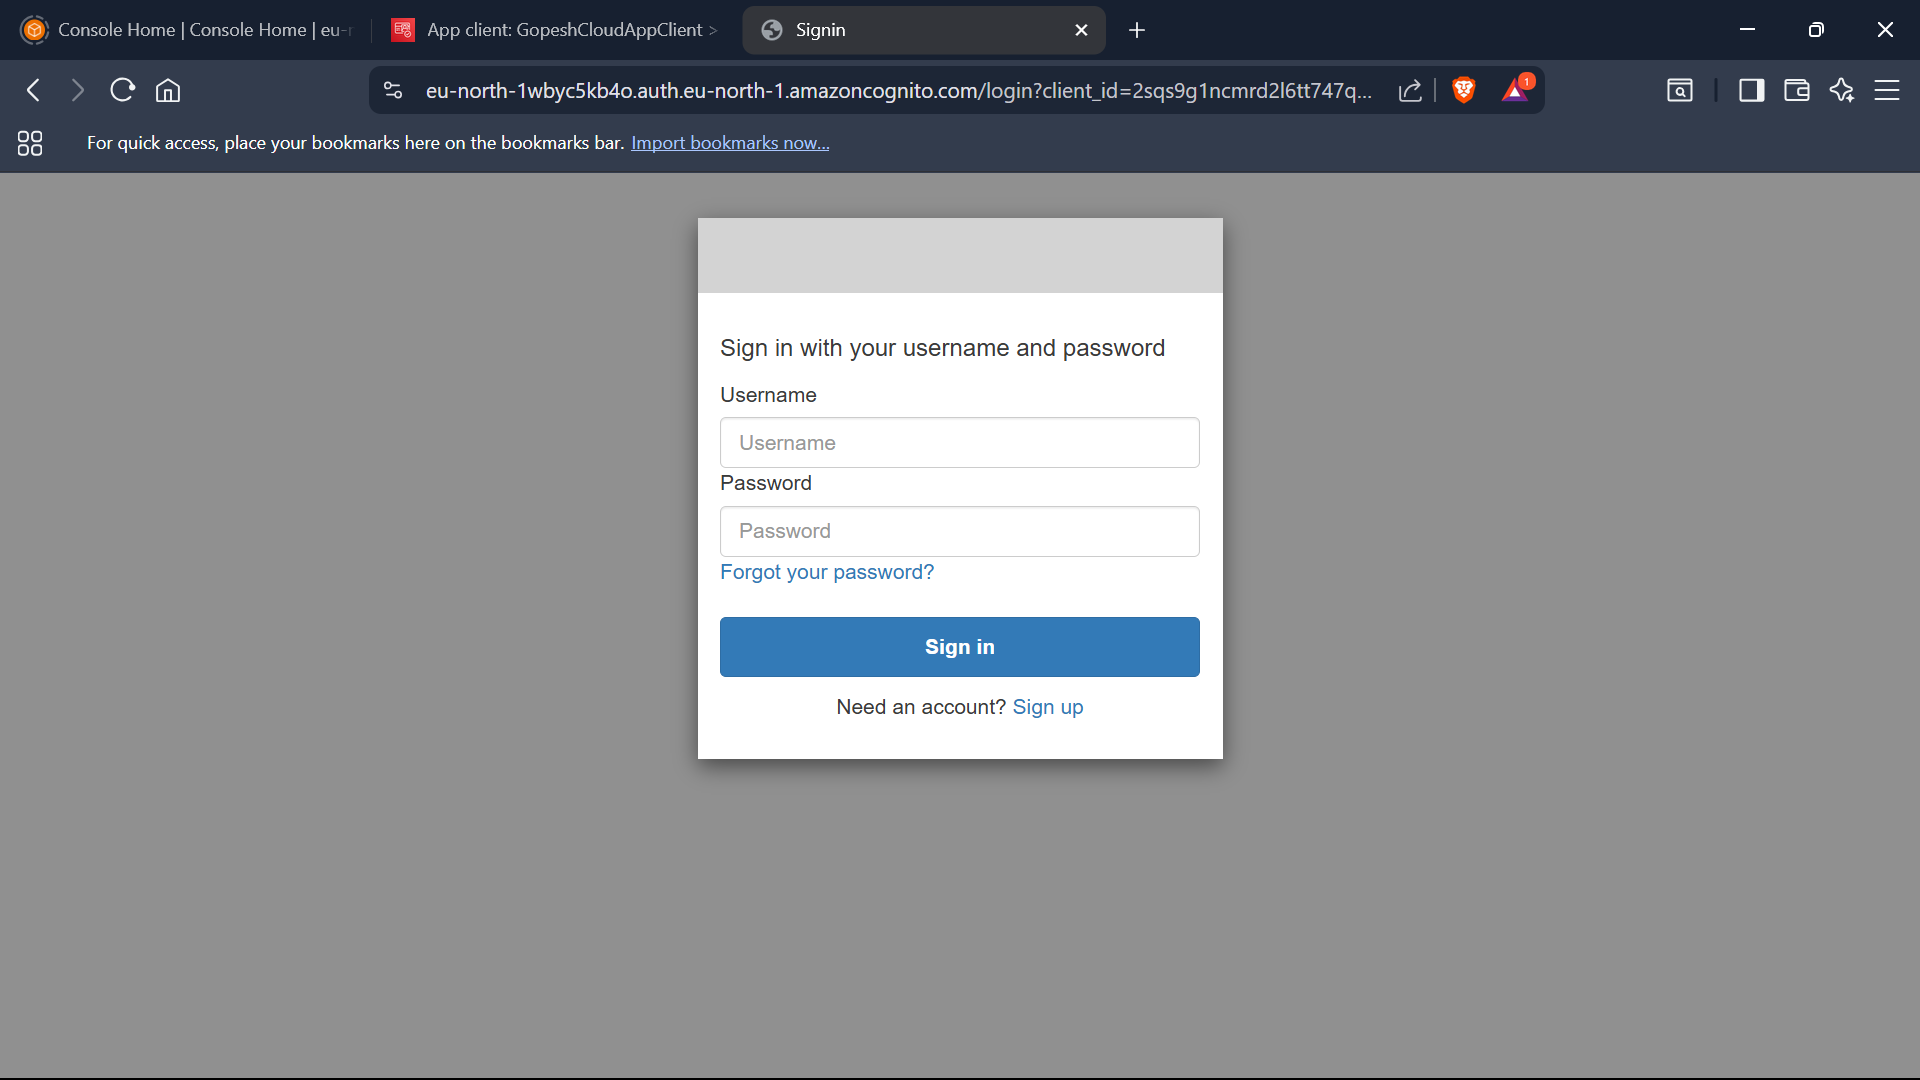 Console Home | Console Home | eu-n
App client: GopeshCloudAppClient >
Signin
eu-north-1wbyc5kb4o.auth.eu-north-1.amazoncognito.com/login?client_id=2sqs9g1ncmrd2l6tt747q...
1
For quick access, place your bookmarks here on the bookmarks bar. Import bookmarks now...
Sign in with your username and password
Username
Username
Password
Password
Forgot your password?
Sign in
Need an account? Sign up